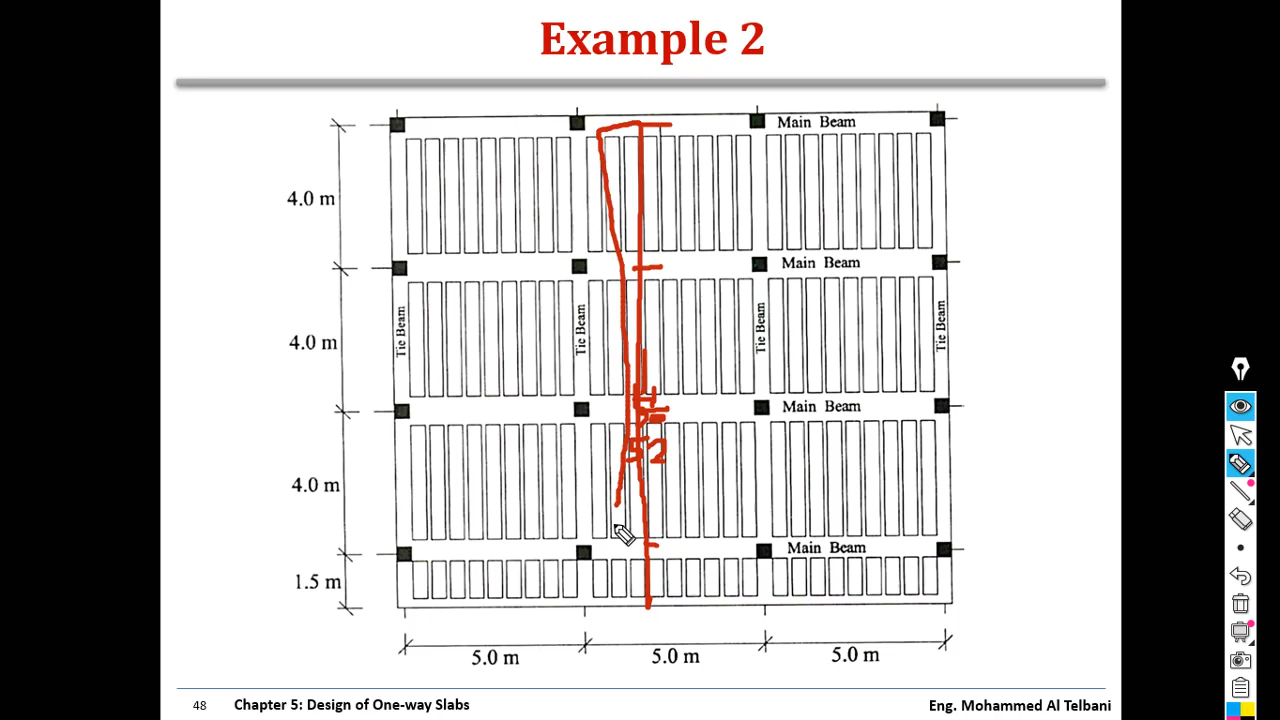 Example 2
Main Beam
4.0 m
Main Beam
4.0 m
Tie Beam
Tie Beam
Tie Beam
Tie Beam
Main Beam
4.0 m
Main Beam
1.5 m
5.0 m
5.0 m
5.0 m
48
Chapter 5: Design of One-way Slabs
Eng. Mohammed Al Telbani